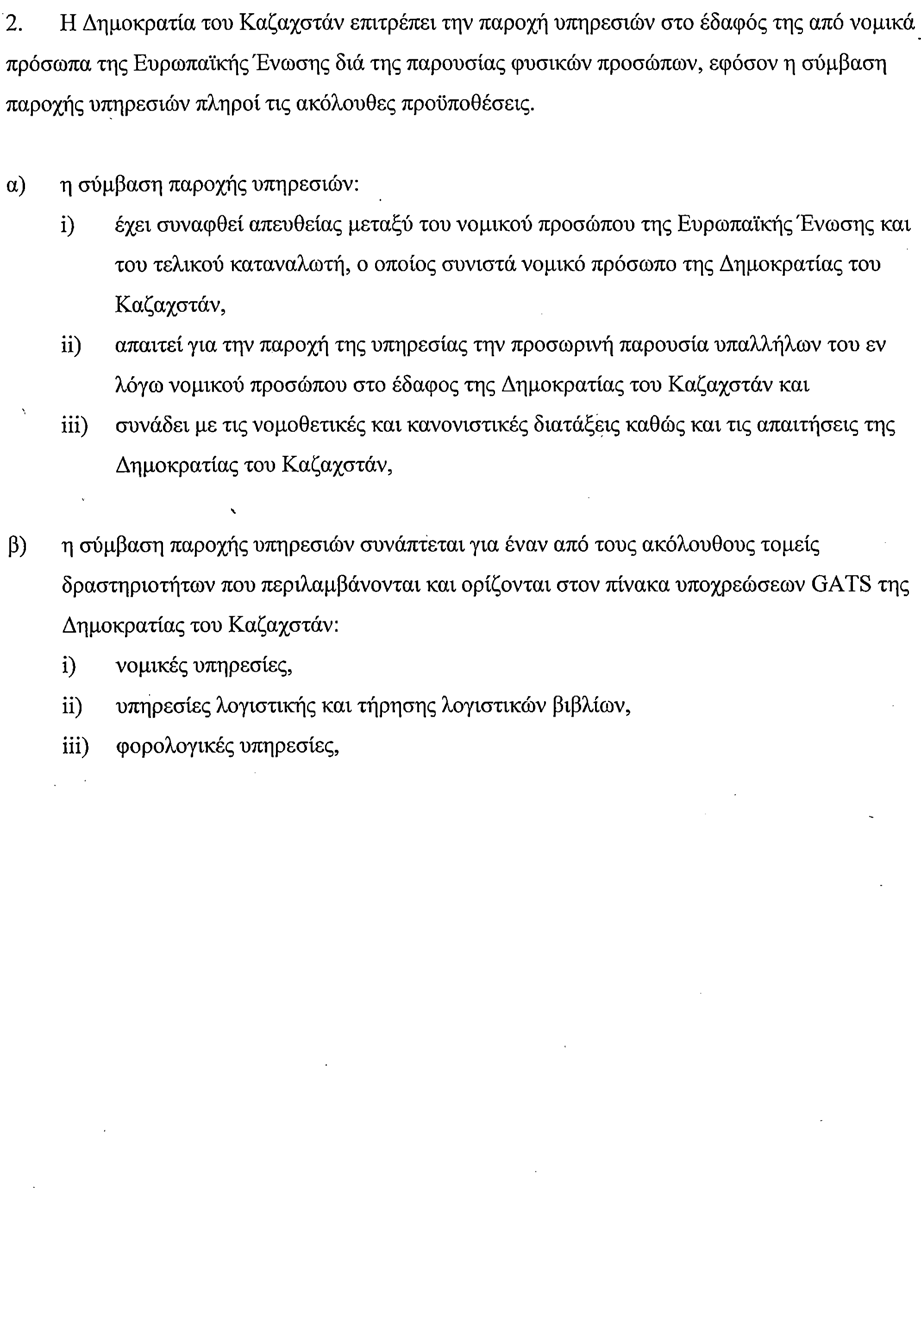 2. Η Δημοκρατία του Καζαχστάν επιτρέπει την παροχή υπηρεσιών στο έδαφός της από νομικά
πρόσωπα της Ευρωπαϊκής Ένωσης διά της παρουσίας φυσικών προσώπων, εφόσον η σύμβαση
παροχής υπηρεσιών πληροί τις ακόλουθες προϋποθέσεις.
α) η σύμβαση παροχής υπηρεσιών:
i) έχει συναφθεί απευθείας μεταξύ του νομικού προσώπου της Ευρωπαϊκής Ένωσης και
του τελικού καταναλωτή, ο οποίος συνιστά νομικό πρόσωπο της Δημοκρατίας του
Καζαχστάν,
ii) απαιτεί για την παροχή της υπηρεσίας την προσωρινή παρουσία υπαλλήλων του εν
λόγω νομικού προσώπου στο έδαφος της Δημοκρατίας του Καζαχστάν και
iii) συνάδει με τις νομοθετικές και κανονιστικές διατάξεις καθώς και τις απαιτήσεις της
Δημοκρατίας του Καζαχστάν,
β) η σύμβαση παροχής υπηρεσιών συνάπτεται για έναν από τους ακόλουθους τομείς
δραστηριοτήτων που περιλαμβάνονται και ορίζονται στον πίνακα υποχρεώσεων GATS της
Δημοκρατίας του Καζαχστάν:
i) νομικές υπηρεσίες,
ii) υπηρεσίες λογιστικής και τήρησης λογιστικών βιβλίων,
iii) φορολογικές υπηρεσίες,